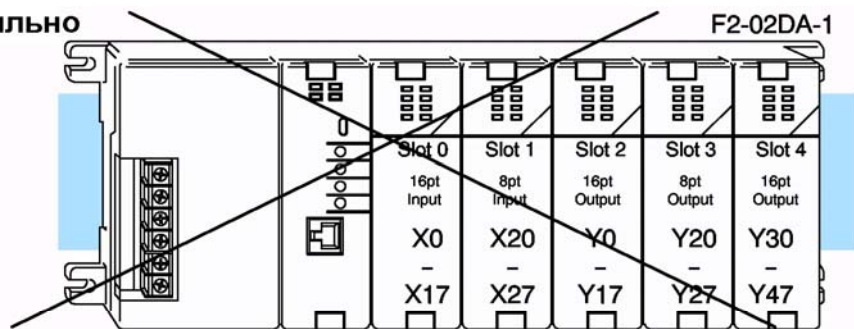 ильно
F2-02DA-1
Slot 0 Slot 1 Slot 2 Slot 3 Slot 4
16pt 8pt 16pt 8pt 16pt
Input Input Output Output Output
X0 X20 Y0 Y20 Y30
– – – – –
X17 X27 Y17 Y27 Y47